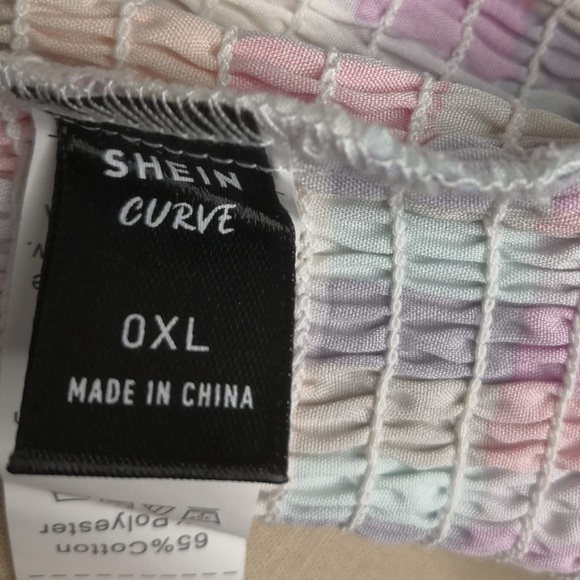 SHEIN
CURVE
0XL
MADE IN CHINA
65%Cotton
Polyester